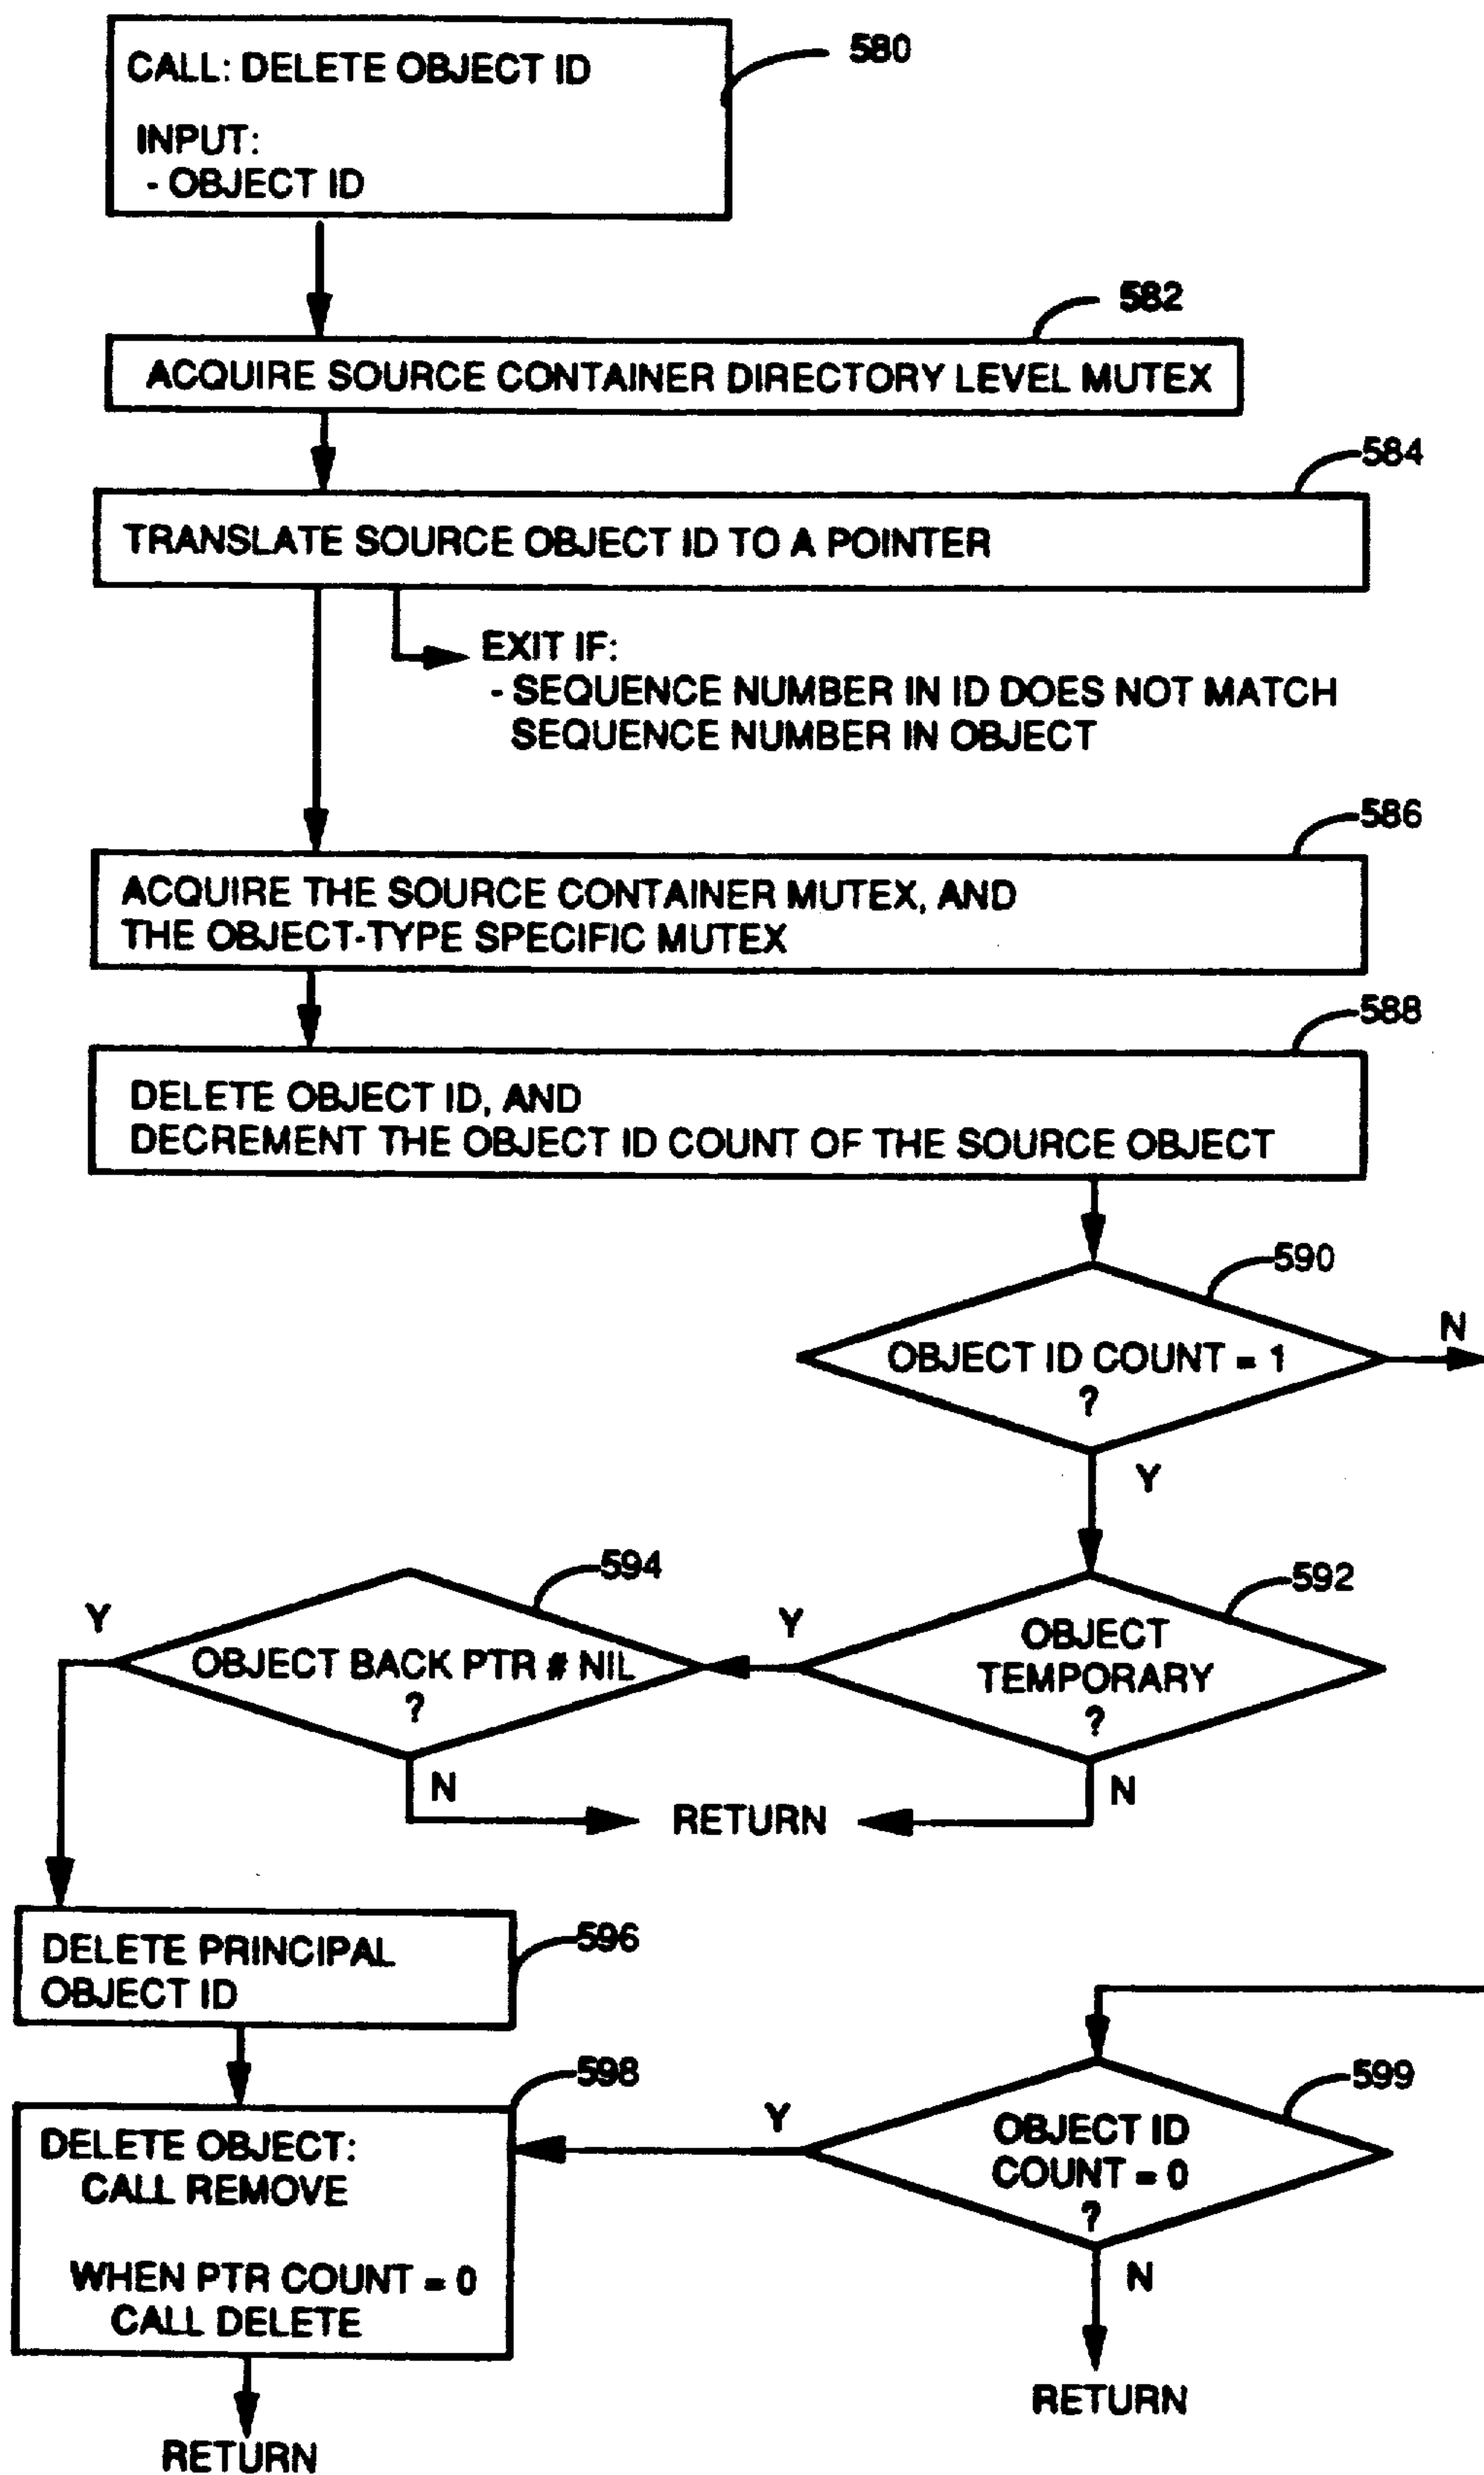 CALL: DELETE OBJECT ID
580
INPUT:
- OBJECT ID
582
ACQUIRE SOURCE CONTAINER DIRECTORY LEVEL MUTEX
584
TRANSLATE SOURCE OBJECT ID TO A POINTER
EXIT IF:
- SEQUENCE NUMBER IN ID DOES NOT MATCH
SEQUENCE NUMBER IN OBJECT
586
ACQUIRE THE SOURCE CONTAINER MUTEX, AND
THE OBJECT-TYPE SPECIFIC MUTEX
588
DELETE OBJECT ID, AND
DECREMENT THE OBJECT ID COUNT OF THE SOURCE OBJECT
590
N
OBJECT ID COUNT = 1
?
Y
594
592
Y
Y
OBJECT BACK PTR # NIL
?
OBJECT
TEMPORARY
?
N
N
RETURN
596
DELETE PRINCIPAL
OBJECT ID
598
599
Y
DELETE OBJECT:
CALL REMOVE
WHEN PTR COUNT = 0
CALL DELETE
OBJECT ID
COUNT = 0
?
N
RETURN
RETURN